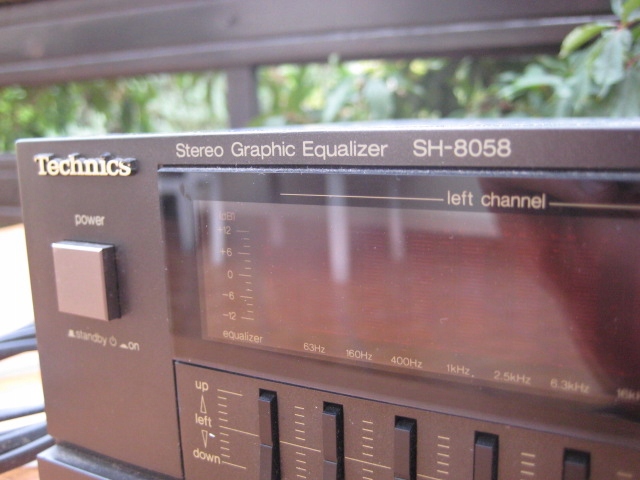 Technics
Stereo Graphic Equalizer SH-8058
left channel
power
standby on
dB
+12
+6
0
-6
-12
equalizer
63Hz 160Hz 400Hz 1kHz 2.5kHz 6.3kHz
up
left
down